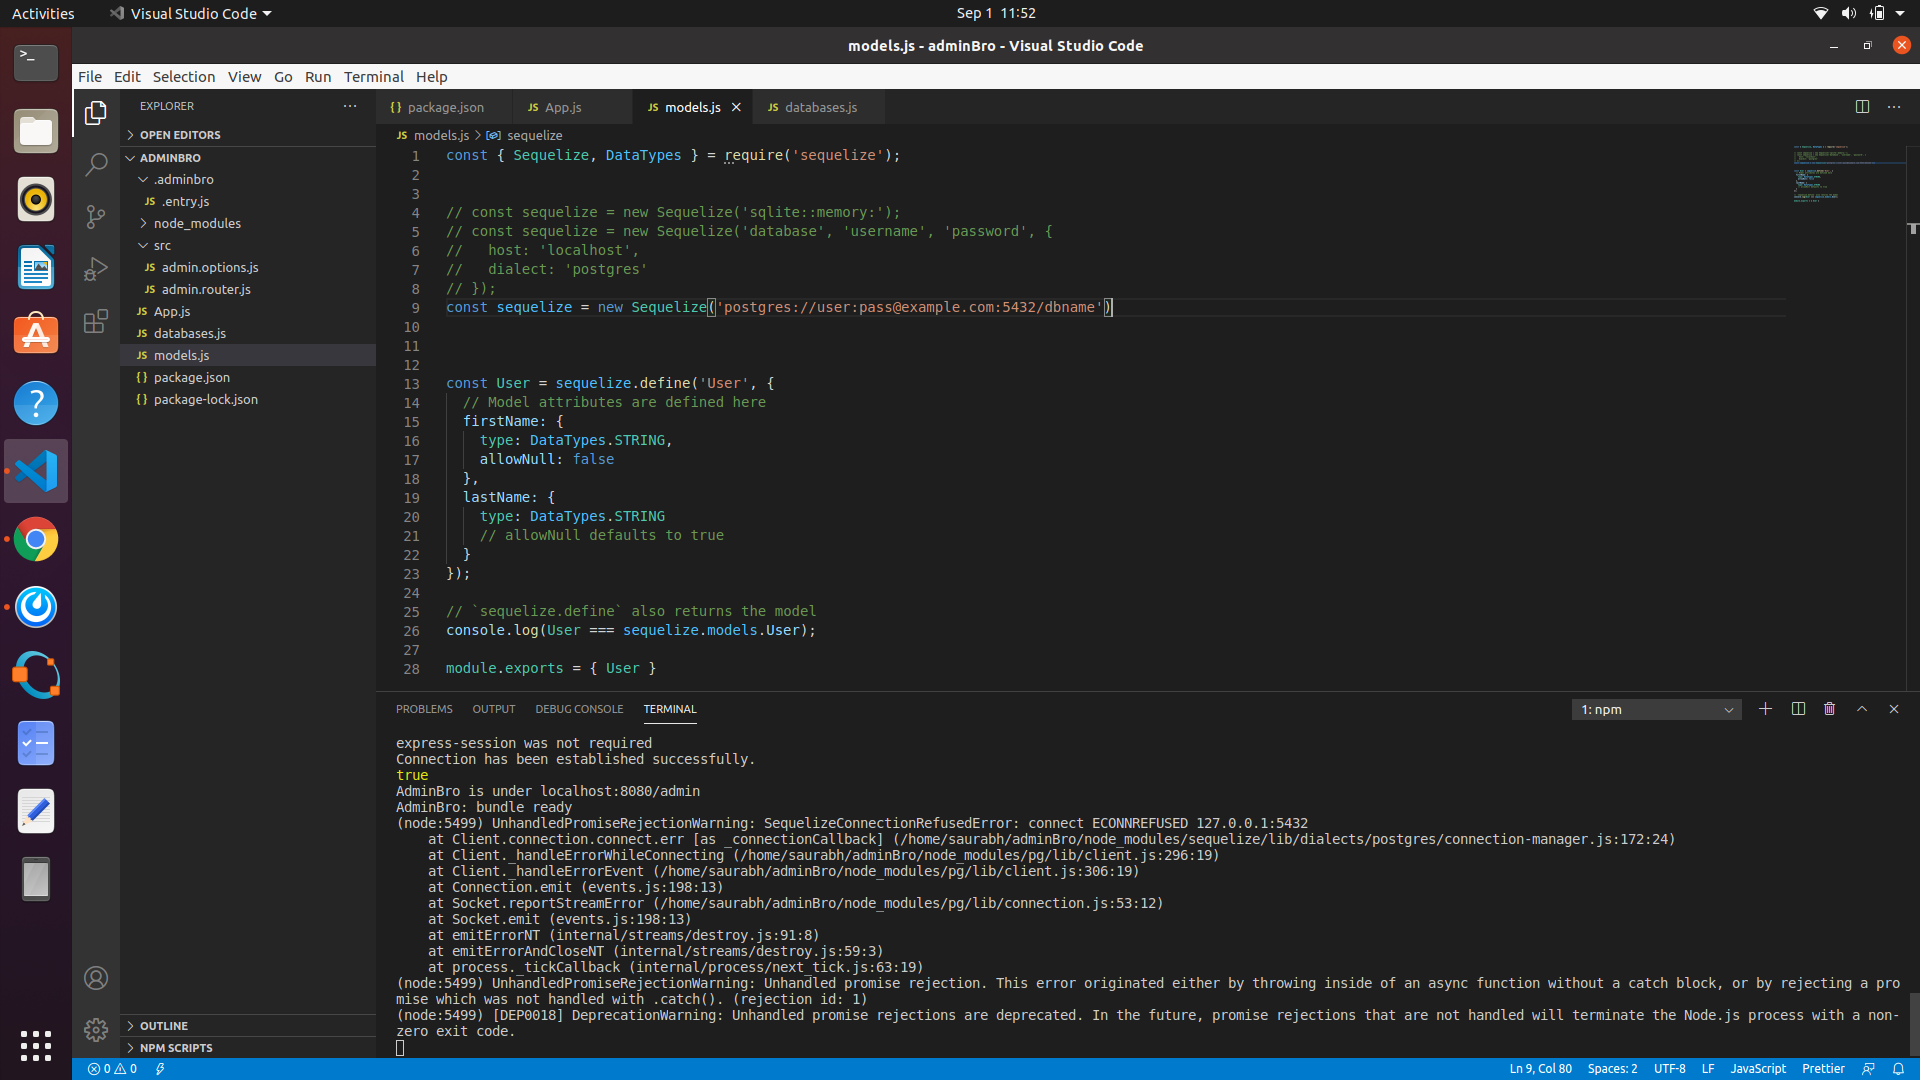 Activities
Visual Studio Code
Sep 1 11:52
models.js - adminBro - Visual Studio Code
File Edit Selection View Go Run Terminal Help
EXPLORER
OPEN EDITORS
ADMINBRO
.adminbro
JS .entry.js
node_modules
src
JS admin.options.js
JS admin.router.js
JS App.js
JS databases.js
JS models.js
{} package.json
{} package-lock.json
OUTLINE
NPM SCRIPTS
{} package.json
JS App.js
JS models.js
JS databases.js
JS models.js > sequelize
1 const { Sequelize, DataTypes } = require('sequelize');
2
3
4 // const sequelize = new Sequelize('sqlite::memory:');
5 // const sequelize = new Sequelize('database', 'username', 'password', {
6 //   host: 'localhost',
7 //   dialect: 'postgres'
8 // });
9 const sequelize = new Sequelize('postgres://user:pass@example.com:5432/dbname')
10
11
12
13 const User = sequelize.define('User', {
14   // Model attributes are defined here
15   firstName: {
16     type: DataTypes.STRING,
17     allowNull: false
18   },
19   lastName: {
20     type: DataTypes.STRING
21     // allowNull defaults to true
22   }
23 });
24
25 // `sequelize.define` also returns the model
26 console.log(User === sequelize.models.User);
27
28 module.exports = { User }
PROBLEMS OUTPUT DEBUG CONSOLE TERMINAL
1: npm
express-session was not required
Connection has been established successfully.
true
AdminBro is under localhost:8080/admin
AdminBro: bundle ready
(node:5499) UnhandledPromiseRejectionWarning: SequelizeConnectionRefusedError: connect ECONNREFUSED 127.0.0.1:5432
    at Client.connection.connect.err [as _connectionCallback] (/home/saurabh/adminBro/node_modules/sequelize/lib/dialects/postgres/connection-manager.js:172:24)
    at Client._handleErrorWhileConnecting (/home/saurabh/adminBro/node_modules/pg/lib/client.js:296:19)
    at Client._handleErrorEvent (/home/saurabh/adminBro/node_modules/pg/lib/client.js:306:19)
    at Connection.emit (events.js:198:13)
    at Socket.reportStreamError (/home/saurabh/adminBro/node_modules/pg/lib/connection.js:53:12)
    at Socket.emit (events.js:198:13)
    at emitErrorNT (internal/streams/destroy.js:91:8)
    at emitErrorAndCloseNT (internal/streams/destroy.js:59:3)
    at process._tickCallback (internal/process/next_tick.js:63:19)
(node:5499) UnhandledPromiseRejectionWarning: Unhandled promise rejection. This error originated either by throwing inside of an async function without a catch block, or by rejecting a pro
mise which was not handled with .catch(). (rejection id: 1)
(node:5499) [DEP0018] DeprecationWarning: Unhandled promise rejections are deprecated. In the future, promise rejections that are not handled will terminate the Node.js process with a non-
zero exit code.
0 0
Ln 9, Col 80 Spaces: 2 UTF-8 LF JavaScript Prettier